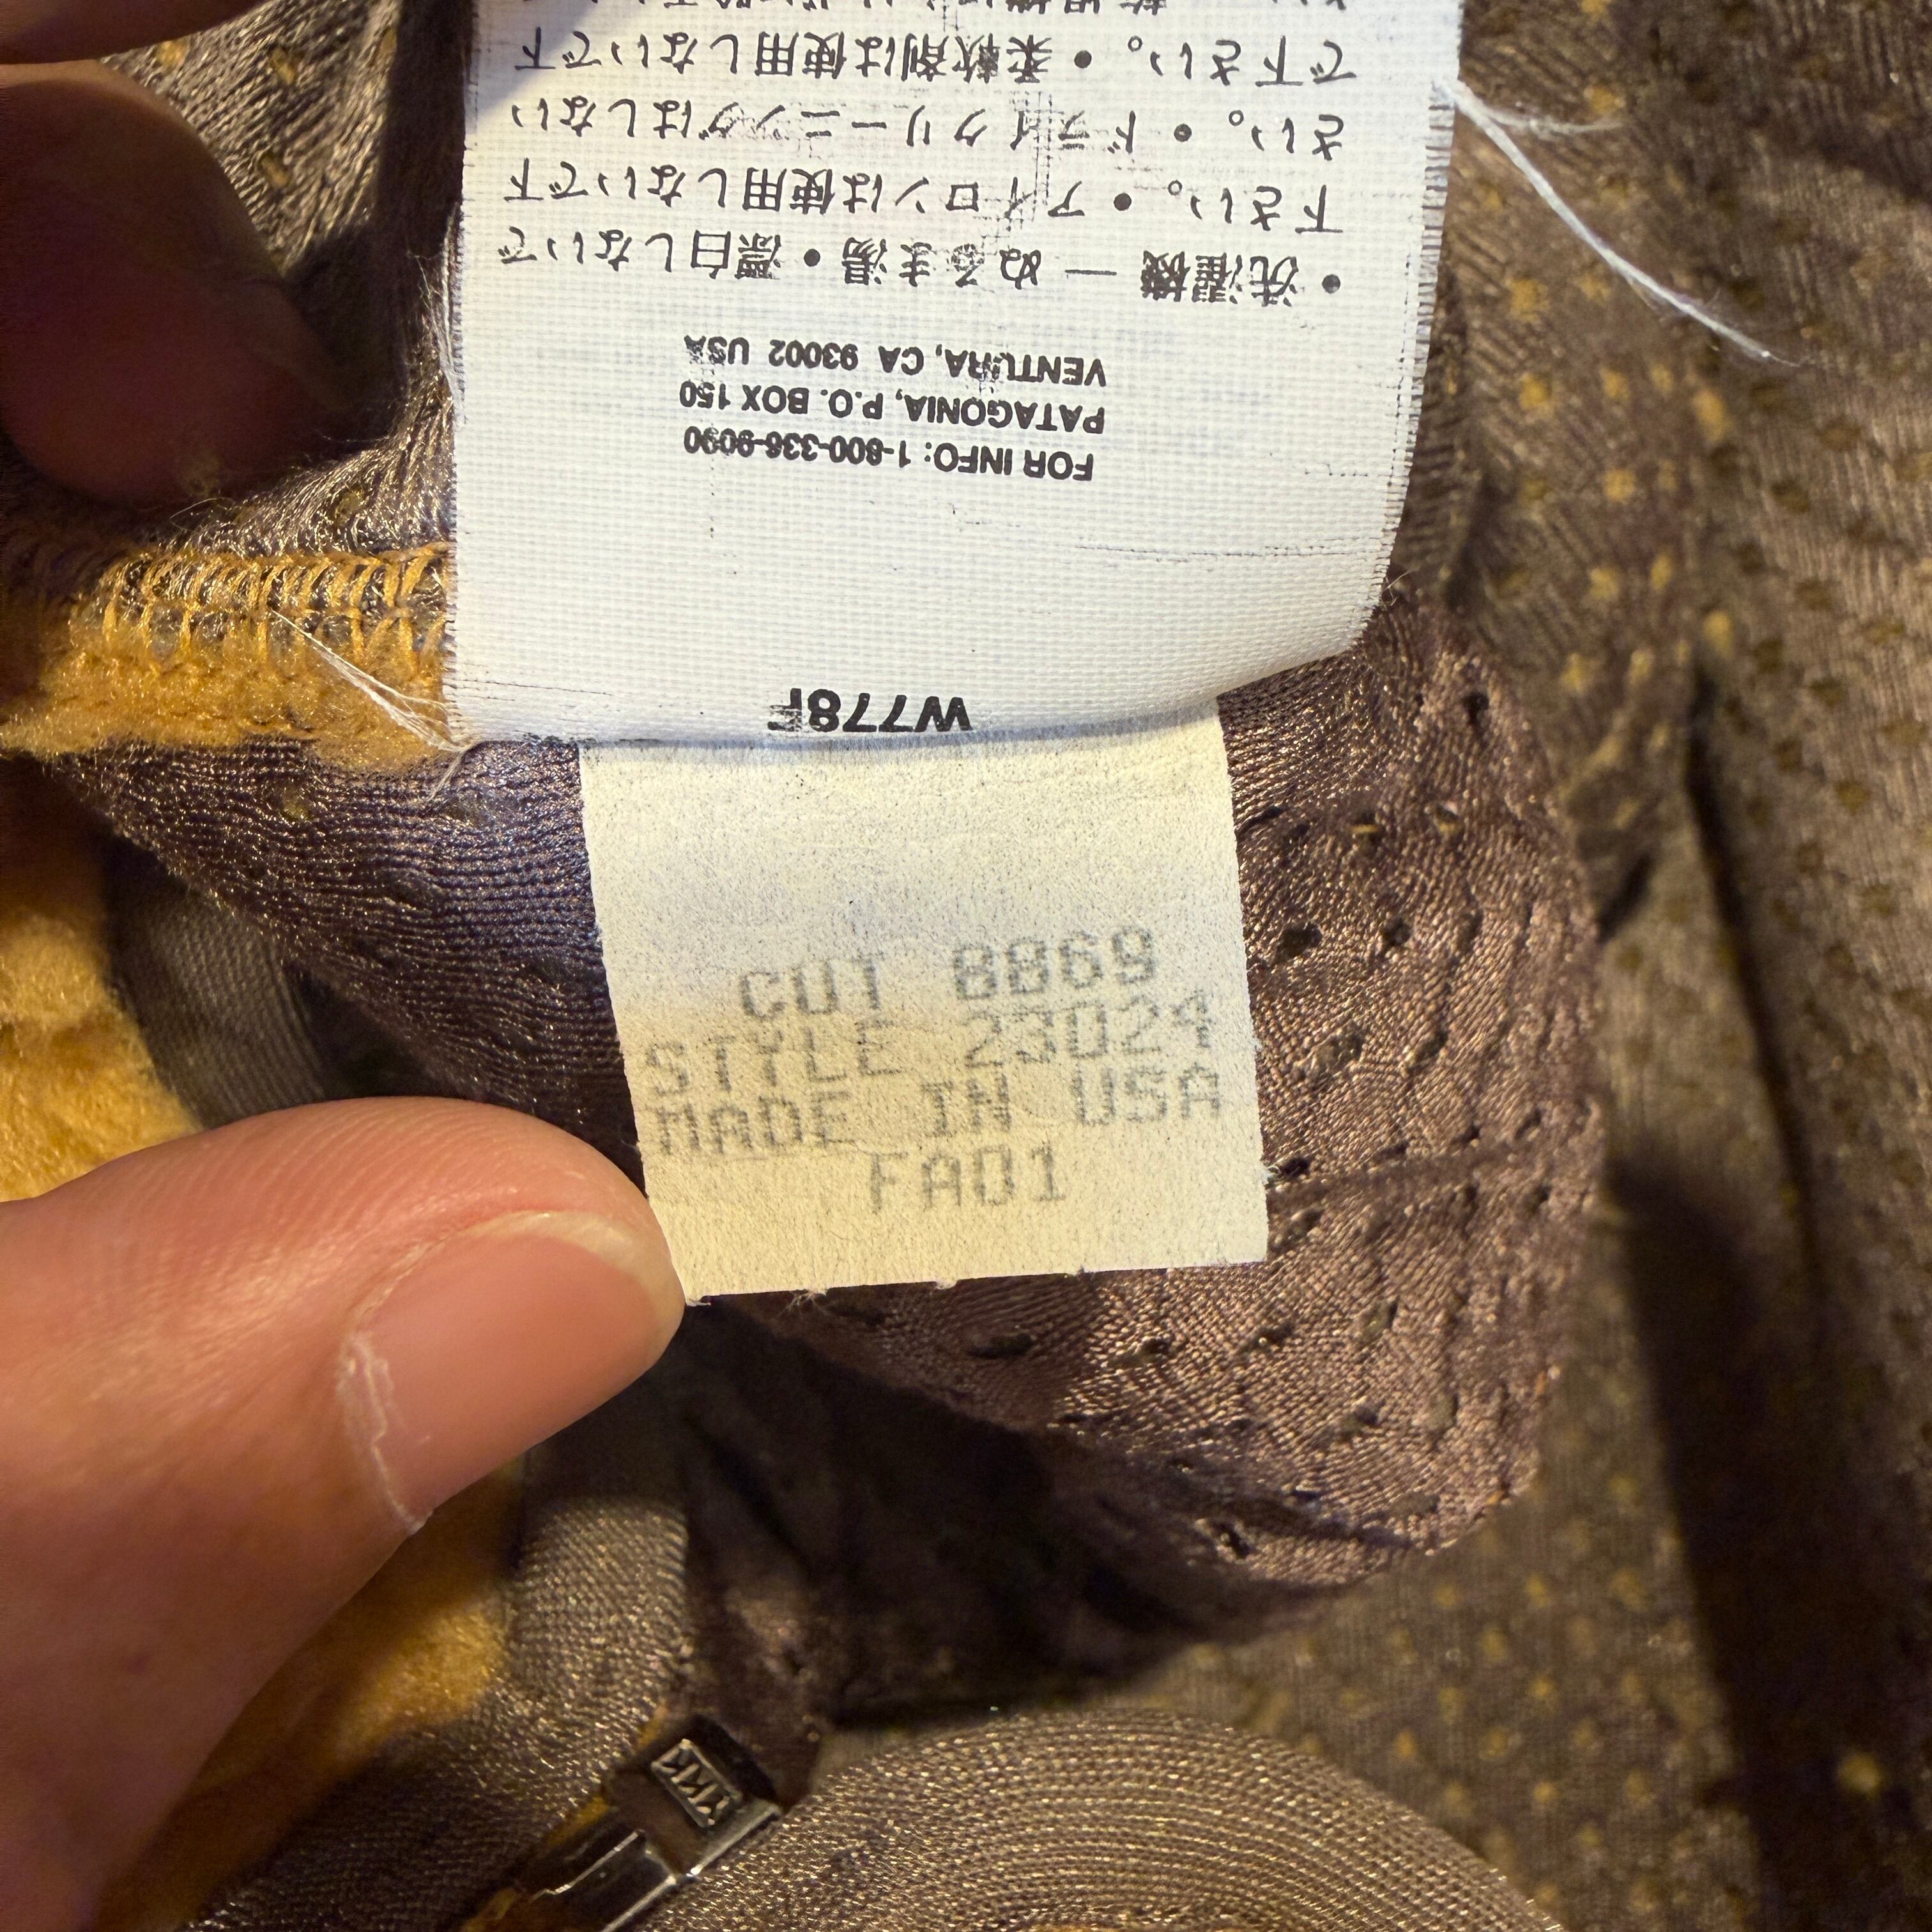 • 洗濯機 — ぬるま湯 • 漂白しないで
下さい。 • アイロンは使用しないで下
さい。 • ドライクリーニングはしない
で下さい。 • 柔軟剤は使用しないで下
FOR INFO: 1-800-336-9090
PATAGONIA, P.O. BOX 150
VENTURA, CA 93002 USA
W778F
CUT 8869
STYLE 23024
MADE IN USA
FA01
YKK